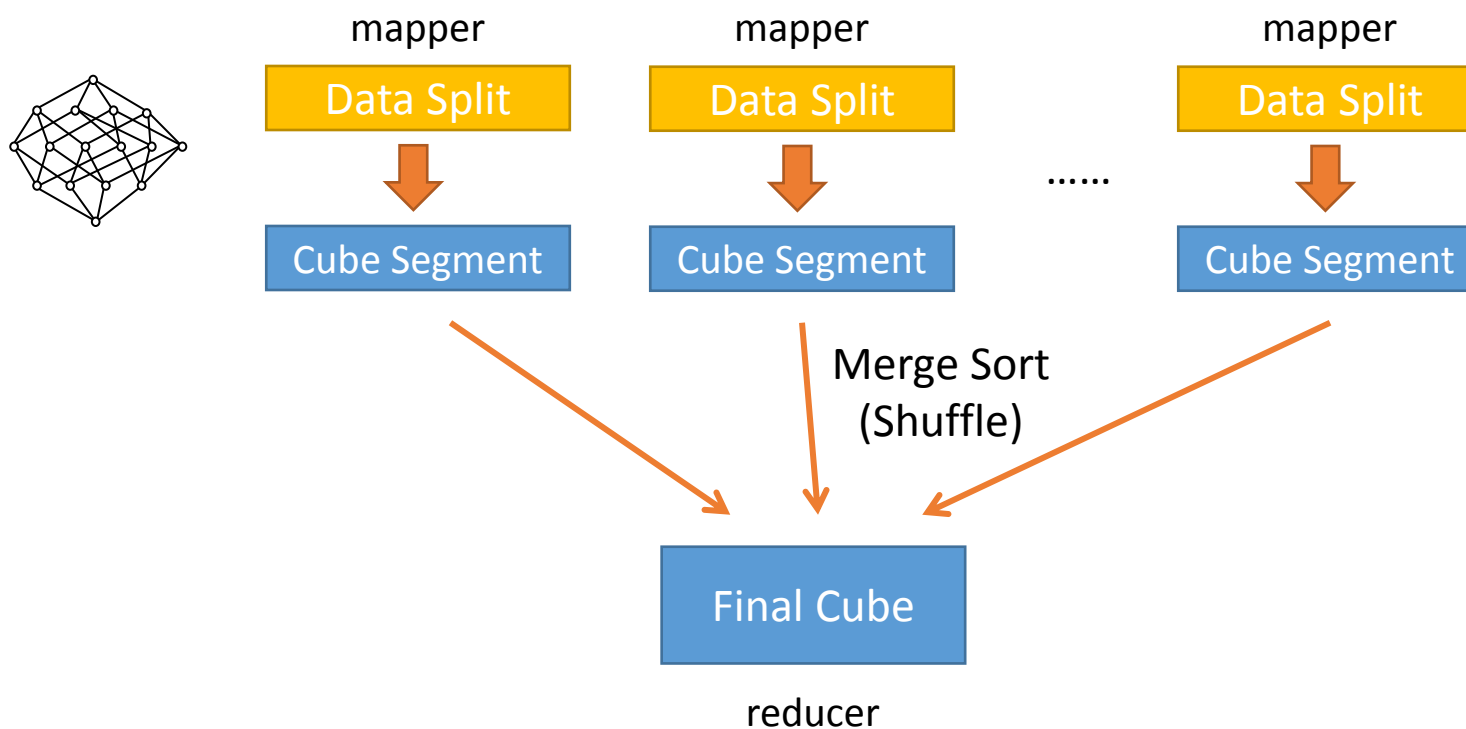 mapper
mapper
mapper
Data Split
Data Split
Data Split
......
Cube Segment
Cube Segment
Cube Segment
Merge Sort
(Shuffle)
Final Cube
reducer